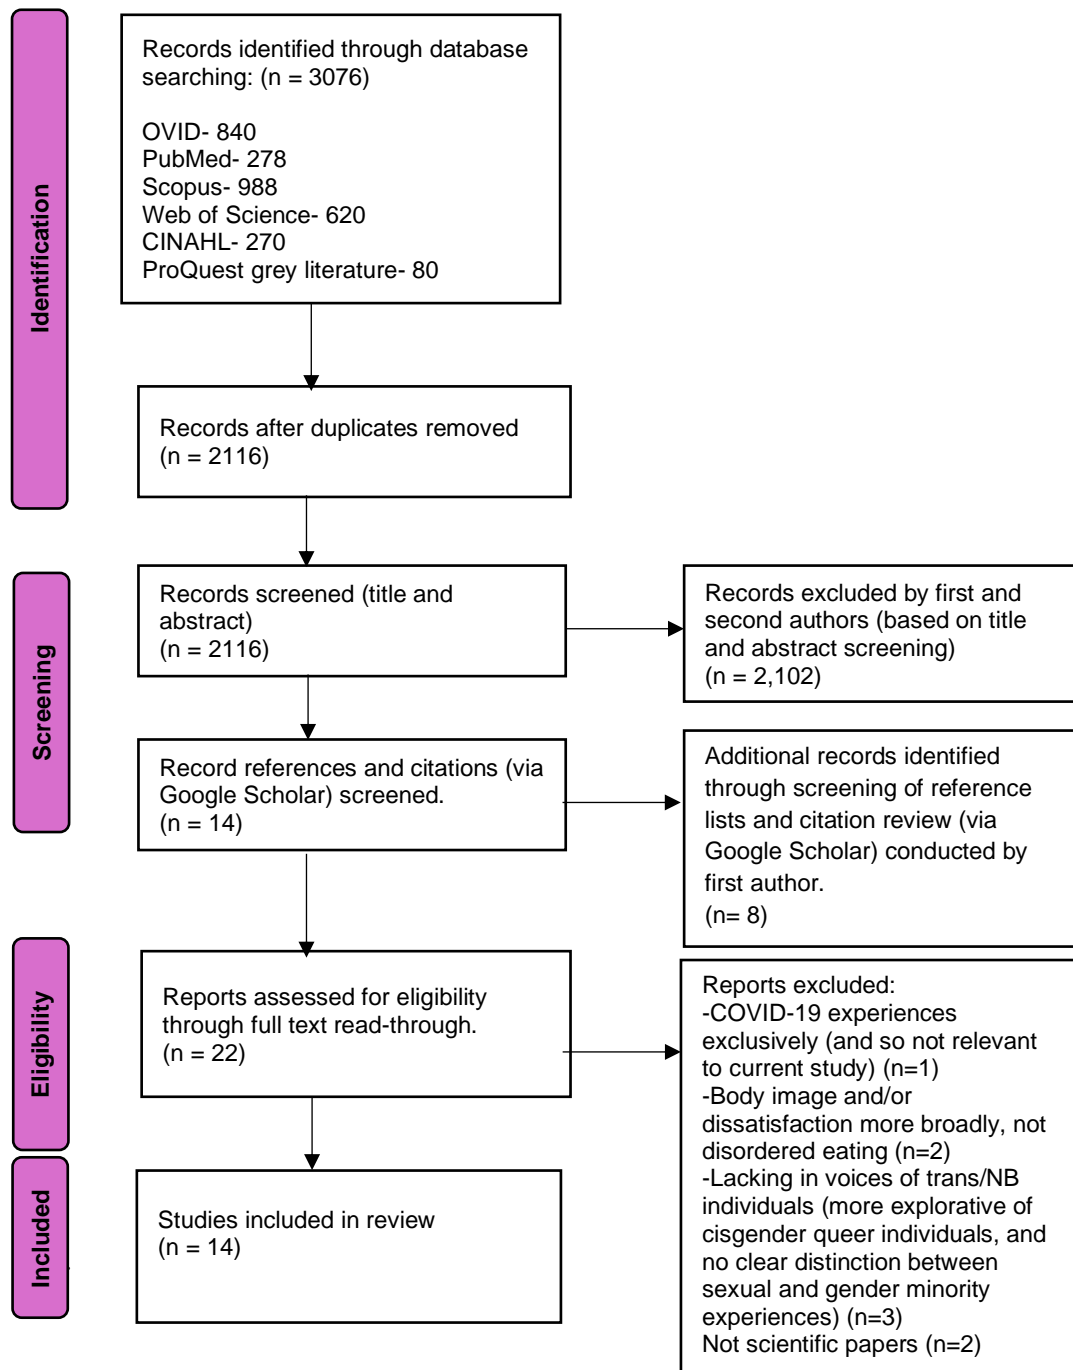 Identification
Records identified through database
searching: (n = 3076)
OVID- 840
PubMed- 278
Scopus- 988
Web of Science- 620
CINAHL- 270
ProQuest grey literature- 80
Records after duplicates removed
(n = 2116)
Screening
Records screened (title and
abstract)
(n = 2116)
Records excluded by first and
second authors (based on title
and abstract screening)
(n = 2,102)
Record references and citations (via
Google Scholar) screened.
(n = 14)
Additional records identified
through screening of reference
lists and citation review (via
Google Scholar) conducted by
first author.
(n= 8)
Eligibility
Reports assessed for eligibility
through full text read-through.
(n = 22)
Reports excluded:
-COVID-19 experiences
exclusively (and so not relevant
to current study) (n=1)
-Body image and/or
dissatisfaction more broadly, not
disordered eating (n=2)
-Lacking in voices of trans/NB
individuals (more explorative of
cisgender queer individuals, and
no clear distinction between
sexual and gender minority
experiences) (n=3)
Not scientific papers (n=2)
Included
Studies included in review
(n = 14)